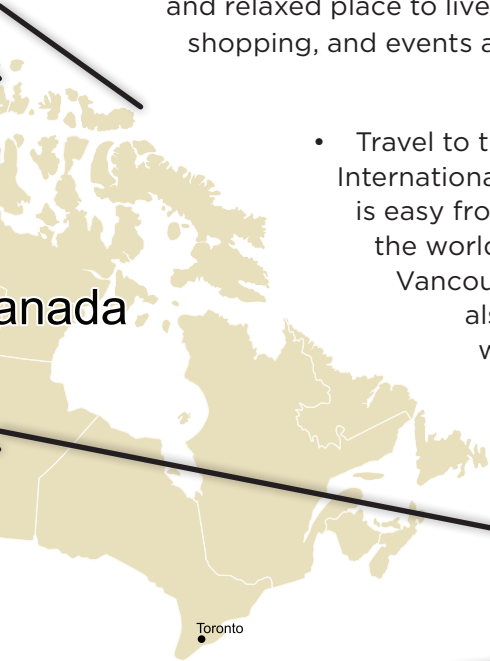 and relaxed place to live
shopping, and events a
• Travel to t
Internationa
is easy fro
the worl
Vancou
als
w
anada
Toronto